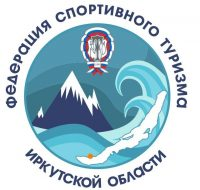 ФЕДЕРАЦИЯ СПОРТИВНОГО ТУРИЗМА
ИРКУТСКОЙ ОБЛАСТИ